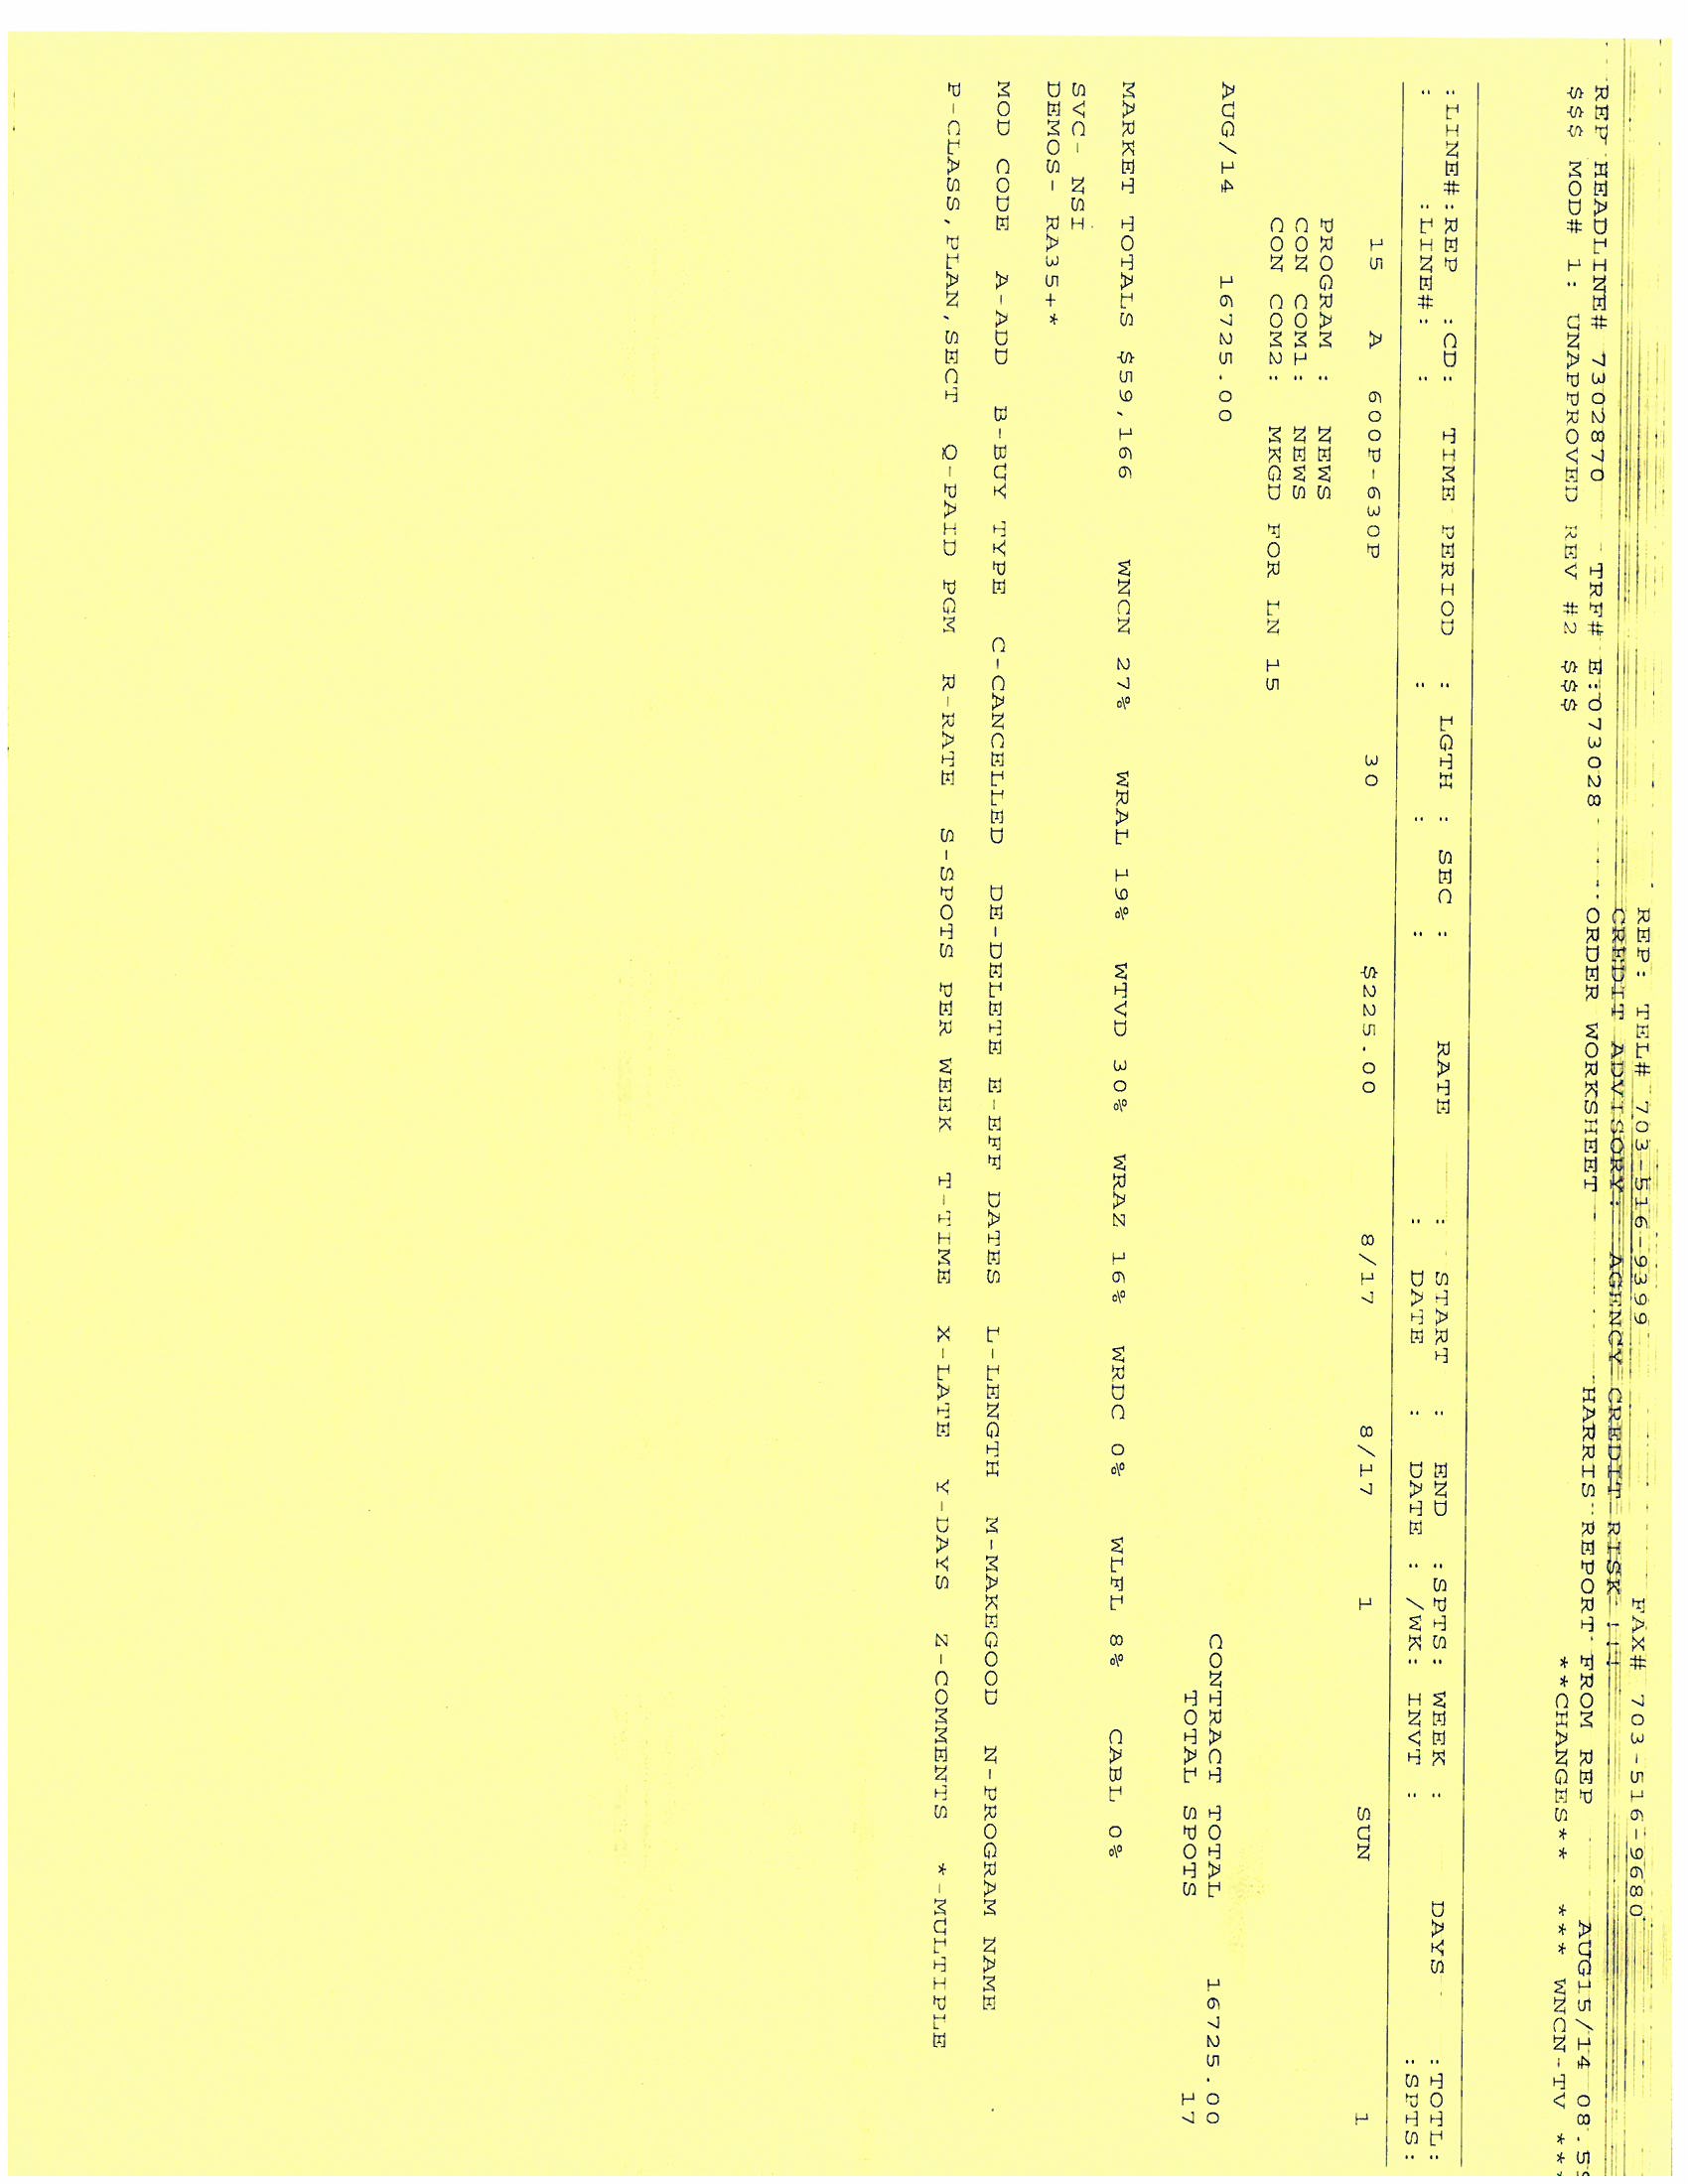 REP: TEL# 703-516-9399 FAX# 703-516-9680
CREDIT ADVISORY: AGENCY CREDIT RISK !!!
REP HEADLINE# 7302870 TRF# E:073028 ORDER WORKSHEET HARRIS REPORT FROM REP AUG15/14 08.5
$$$ MOD# 1: UNAPPROVED REV #2 $$$ **CHANGES** *** WNCN-TV ***
:LINE#:REP :CD: TIME PERIOD : LGTH : SEC : RATE : START : END :SPTS: WEEK : DAYS :TOTL:
: :LINE#: : : : : : DATE : DATE : /WK: INVT : :SPTS:
15 A 600P-630P 30 $225.00 8/17 8/17 1 SUN 1
PROGRAM : NEWS
CON COM1: NEWS
CON COM2: MKGD FOR LN 15
AUG/14 16725.00 CONTRACT TOTAL 16725.00
TOTAL SPOTS 17
MARKET TOTALS $59,166 WNCN 27% WRAL 19% WTVD 30% WRAZ 16% WRDC 0% WLFL 8% CABL 0%
SVC- NSI
DEMOS- RA35+*
MOD CODE A-ADD B-BUY TYPE C-CANCELLED DE-DELETE E-EFF DATES L-LENGTH M-MAKEGOOD N-PROGRAM NAME
P-CLASS,PLAN,SECT Q-PAID PGM R-RATE S-SPOTS PER WEEK T-TIME X-LATE Y-DAYS Z-COMMENTS *-MULTIPLE